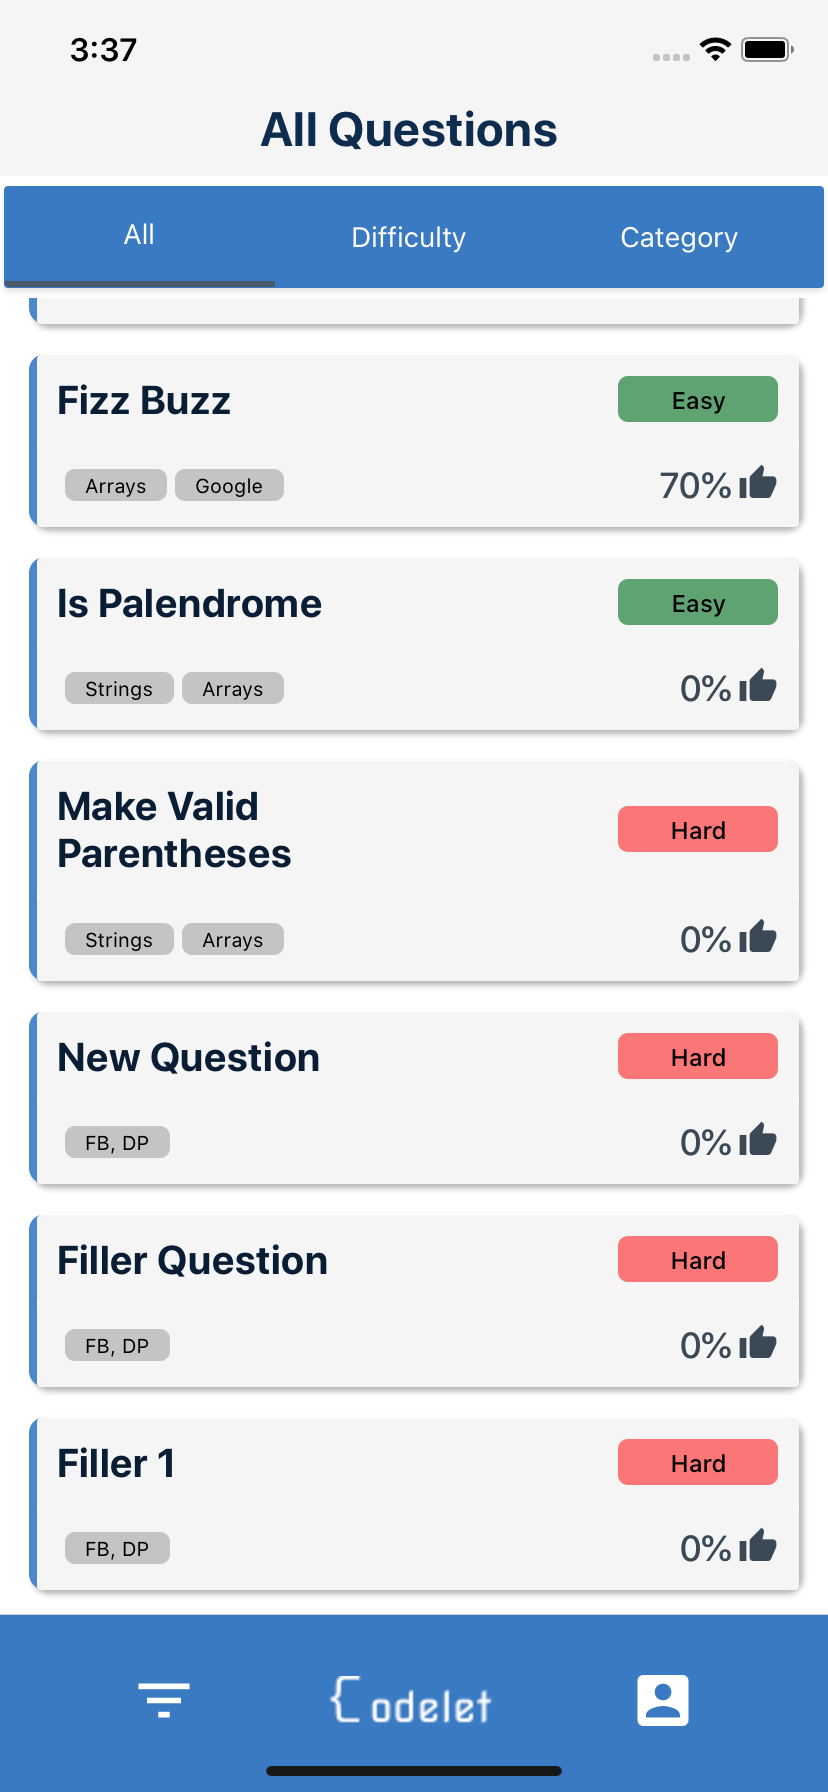 3:37
All Questions
All Difficulty Category
Fizz Buzz Easy
Arrays Google 70%
Is Palendrome Easy
Strings Arrays 0%
Make Valid
Parentheses Hard
Strings Arrays 0%
New Question Hard
FB, DP 0%
Filler Question Hard
FB, DP 0%
Filler 1 Hard
FB, DP 0%
{odelet